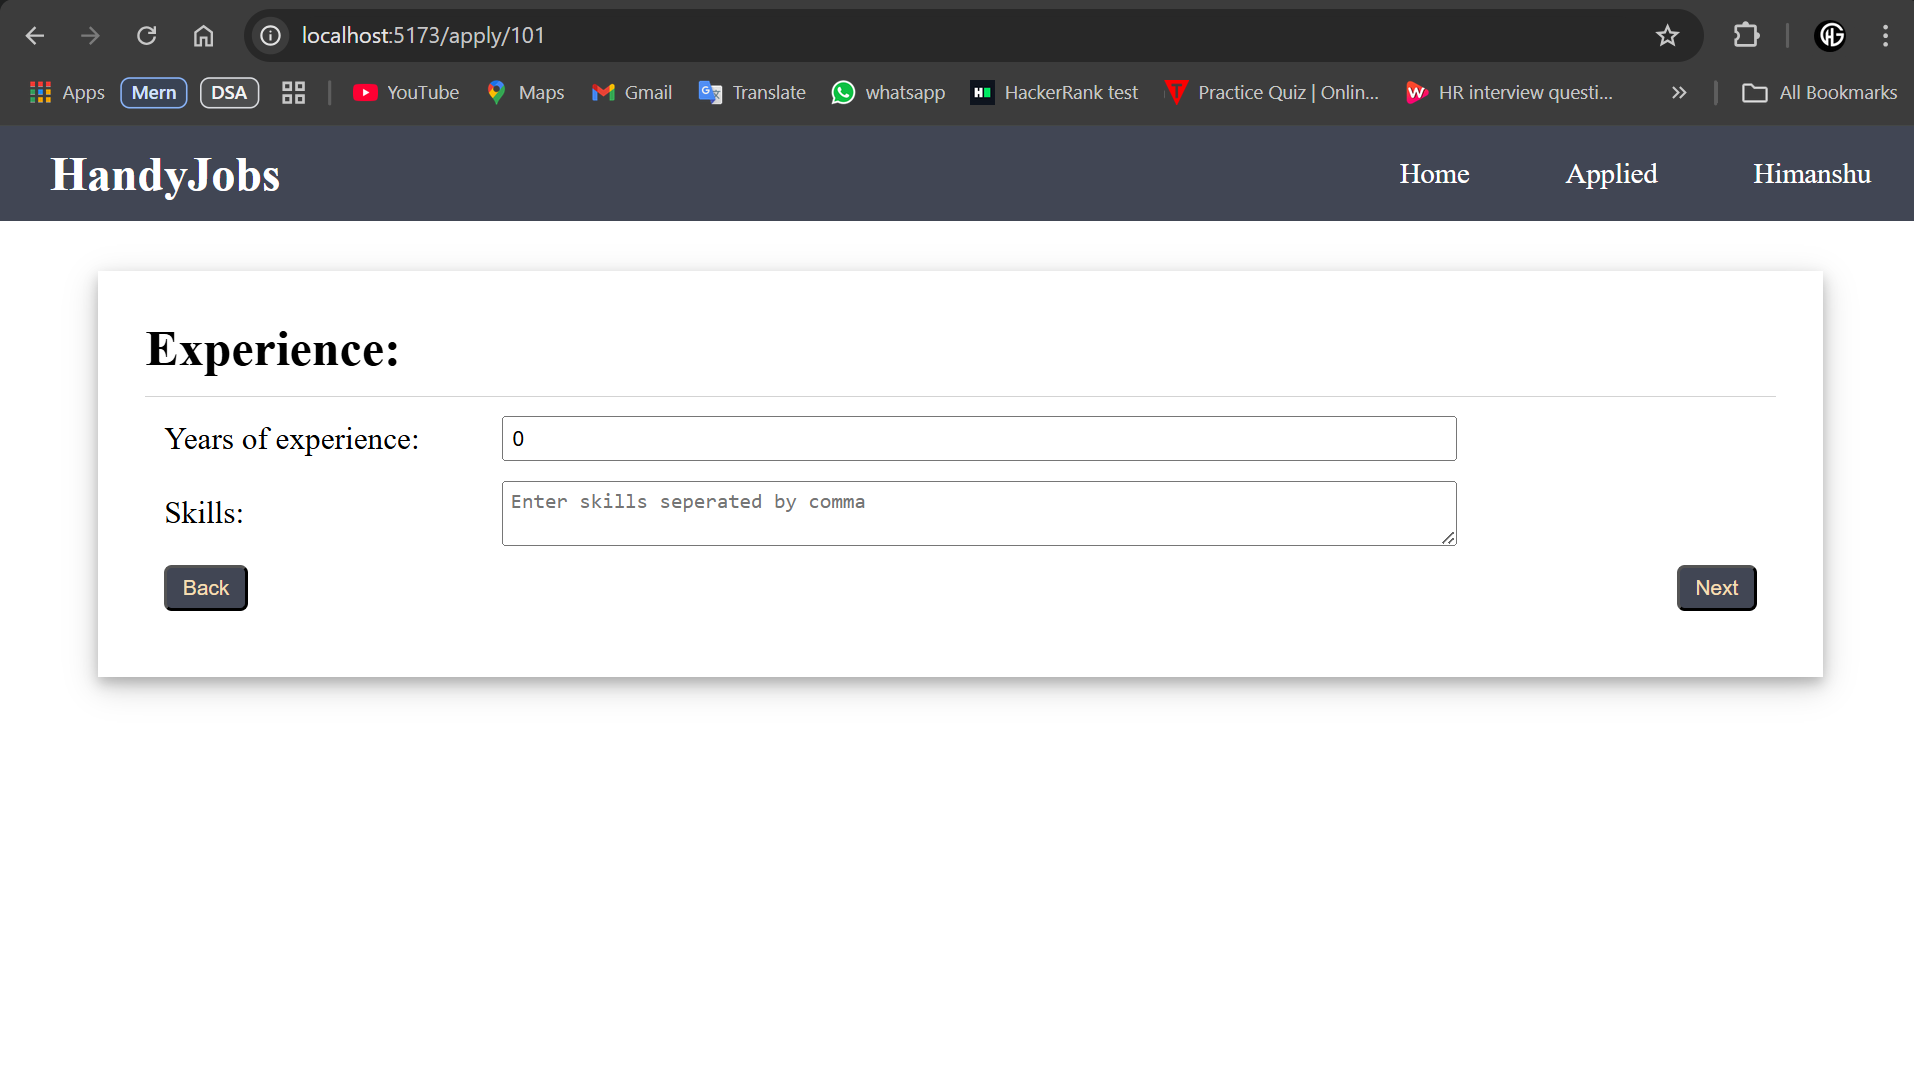 localhost:5173/apply/101
Apps Mern DSA YouTube Maps Gmail Translate whatsapp HackerRank test Practice Quiz | Onlin... HR interview questi... » All Bookmarks
HandyJobs Home Applied Himanshu
Experience:
Years of experience: 0
Skills: Enter skills seperated by comma
Back Next